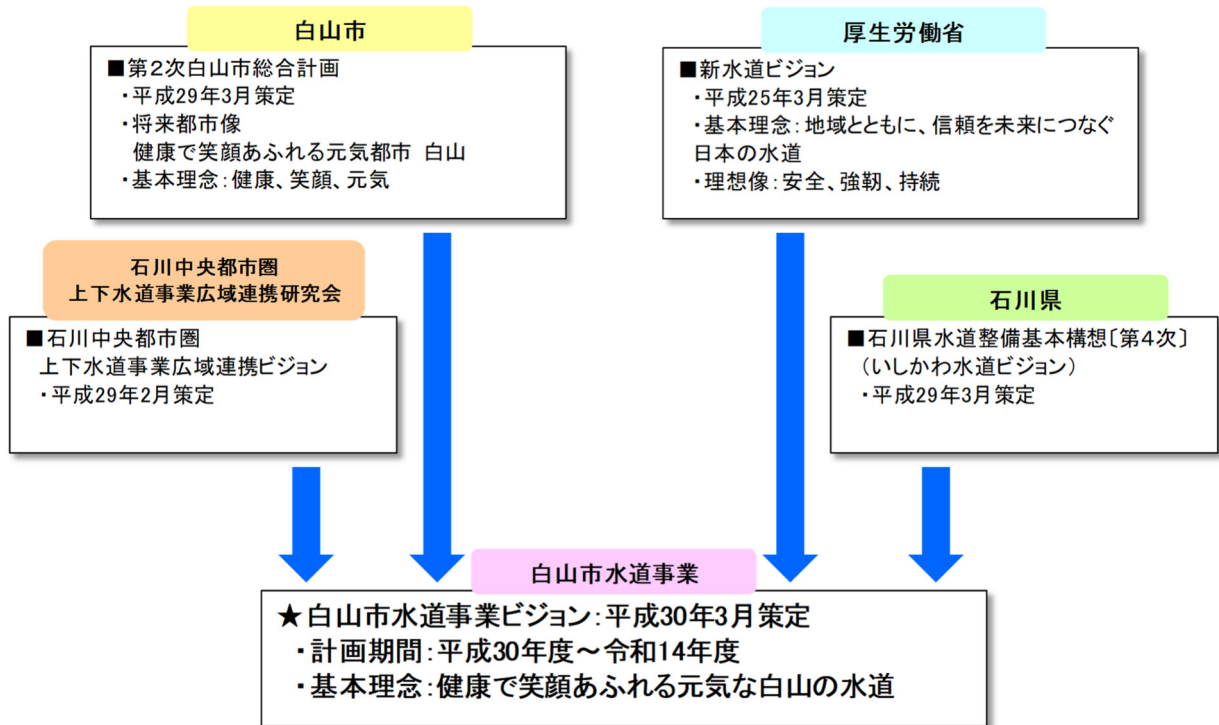 白山市
■第２次白山市総合計画
・平成29年3月策定
・将来都市像
健康で笑顔あふれる元気都市 白山
・基本理念：健康、笑顔、元気
厚生労働省
■新水道ビジョン
・平成25年3月策定
・基本理念：地域とともに、信頼を未来につなぐ
日本の水道
・理想像：安全、強靭、持続
石川中央都市圏
上下水道事業広域連携研究会
■石川中央都市圏
上下水道事業広域連携ビジョン
・平成29年2月策定
石川県
■石川県水道整備基本構想〔第４次〕
（いしかわ水道ビジョン）
・平成29年3月策定
白山市水道事業
★白山市水道事業ビジョン：平成30年3月策定
・計画期間：平成30年度～令和14年度
・基本理念：健康で笑顔あふれる元気な白山の水道